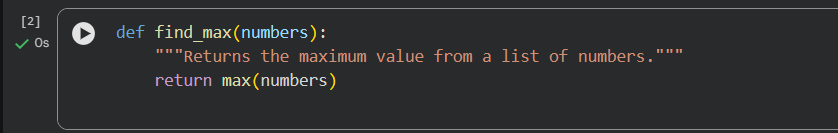 [2]
0s
def find_max(numbers):
    """Returns the maximum value from a list of numbers."""
    return max(numbers)